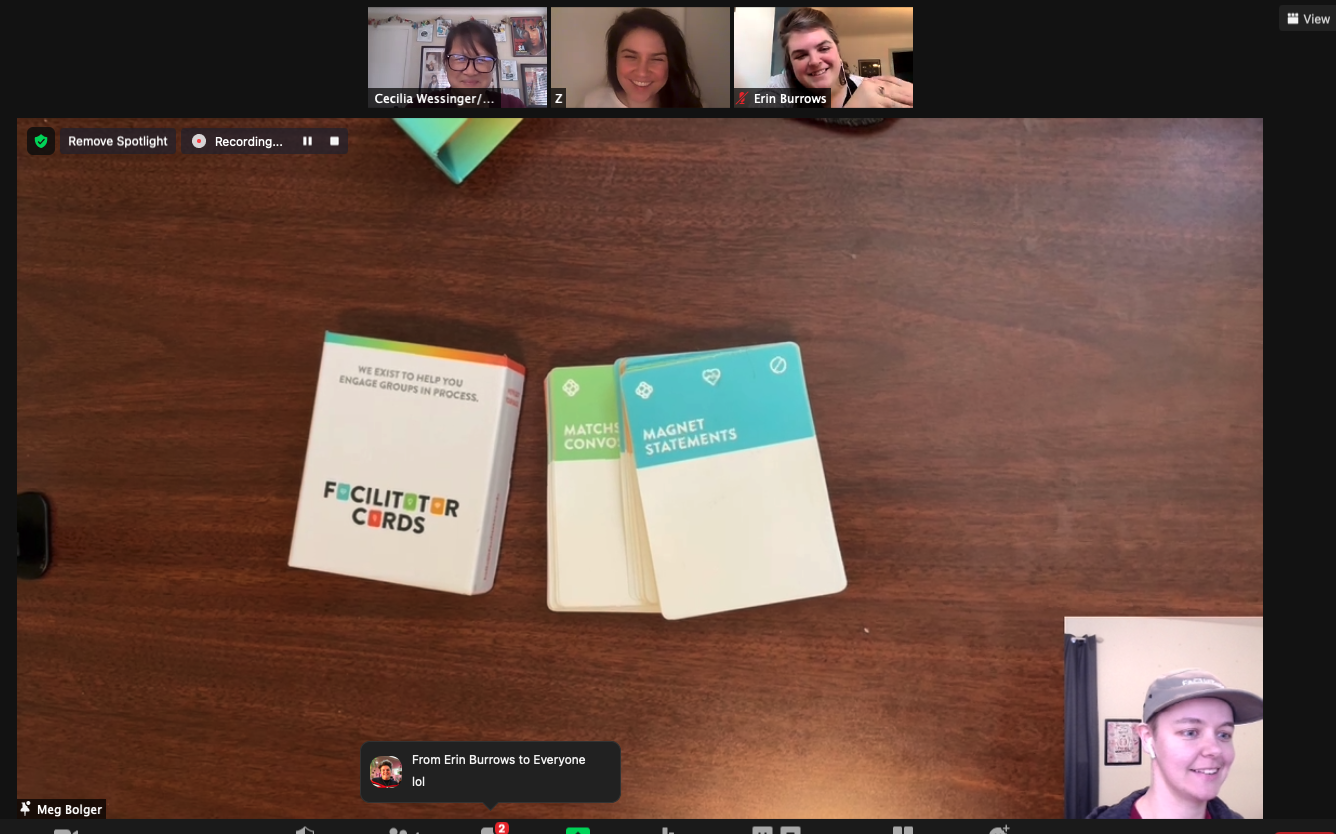 View
Cecilia Wessinger/...
Z
Erin Burrows
Remove Spotlight
Recording...
WE EXIST TO HELP YOU
ENGAGE GROUPS IN PROCESS.
FACILITATOR
CARDS
MATCHS
CONVO
MAGNET
STATEMENTS
From Erin Burrows to Everyone
lol
Meg Bolger
2